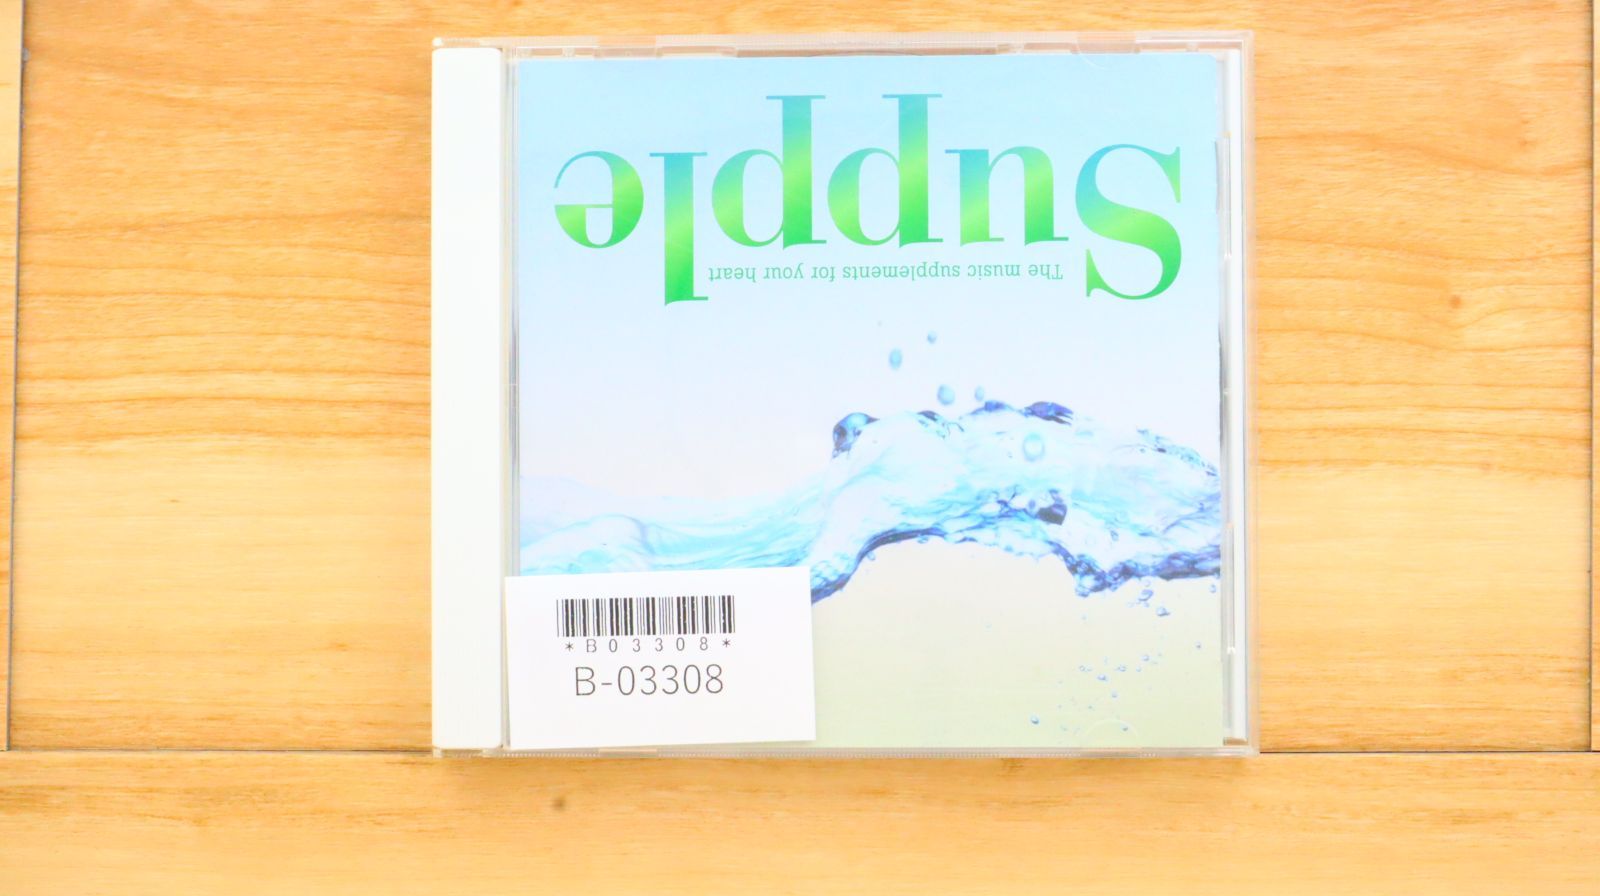 Supple
The music supplements for your heart
*B03308*
B-03308